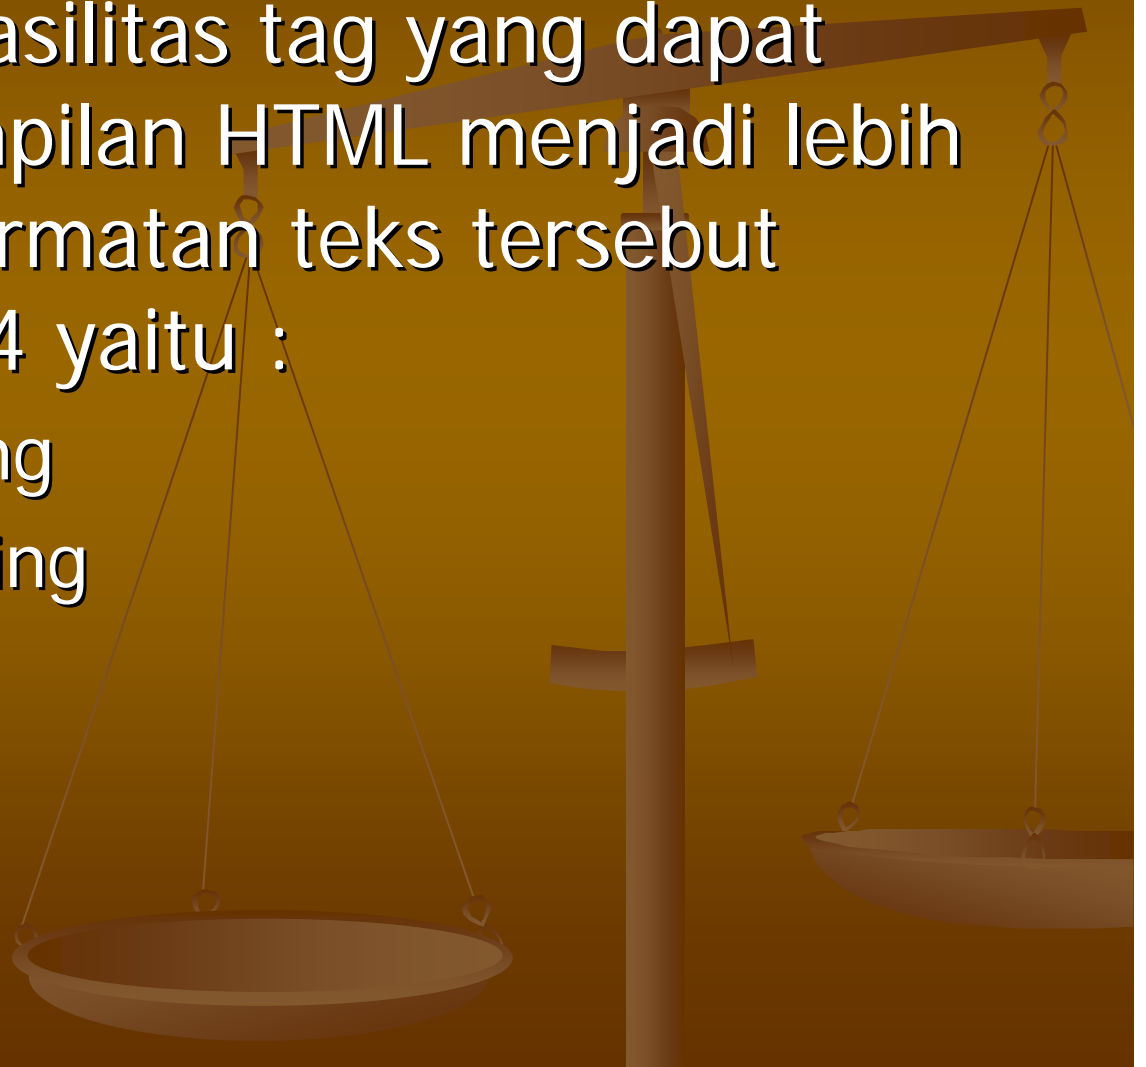 asilitas tag yang dapat
pilan HTML menjadi lebih
rmatan teks tersebut
4 yaitu :
ng
ing